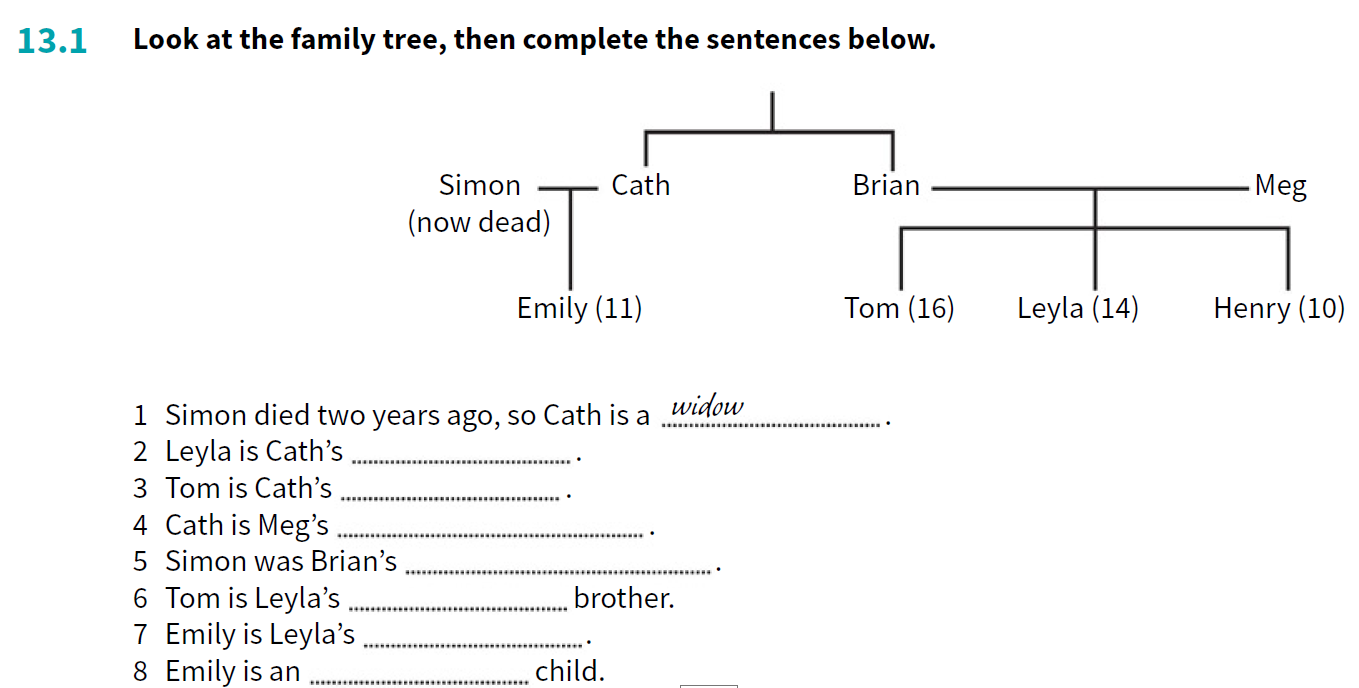 13.1 Look at the family tree, then complete the sentences below.
Simon Cath Brian Meg
(now dead)
Emily (11) Tom (16) Leyla (14) Henry (10)
1 Simon died two years ago, so Cath is a widow .
2 Leyla is Cath’s .
3 Tom is Cath’s .
4 Cath is Meg’s .
5 Simon was Brian’s .
6 Tom is Leyla’s brother.
7 Emily is Leyla’s .
8 Emily is an child.